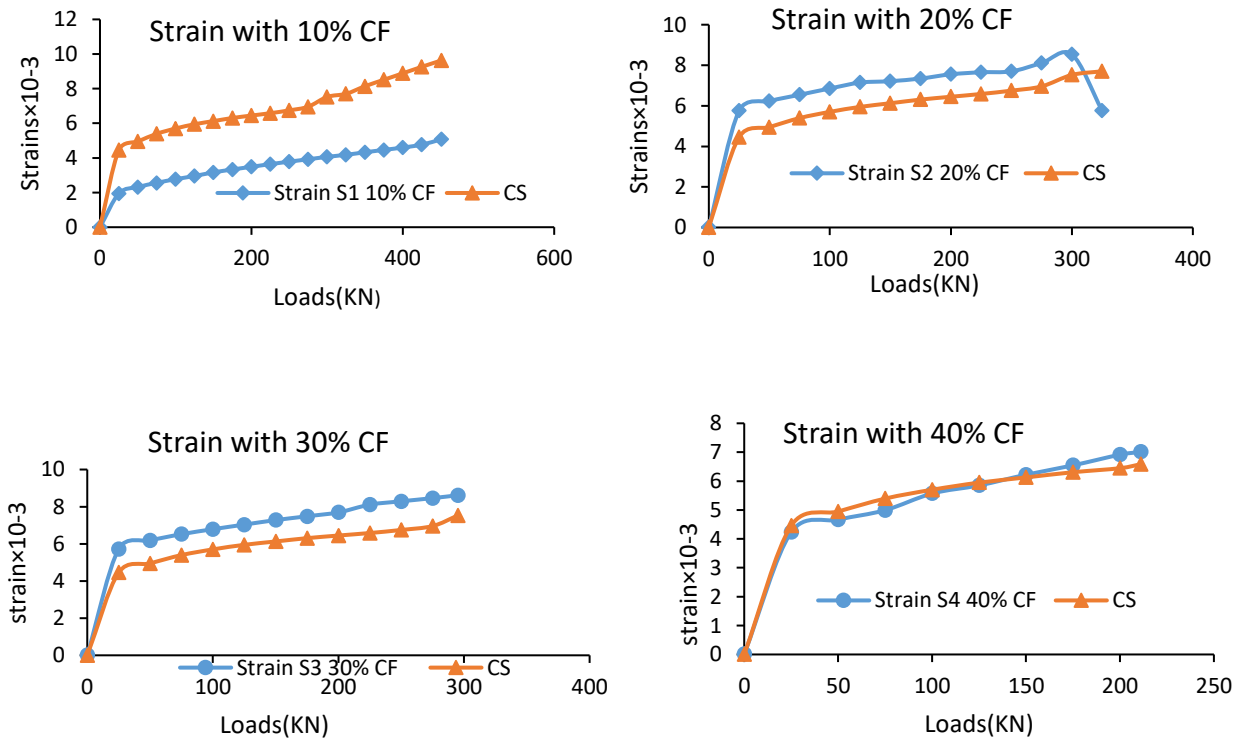 Strain with 10% CF
12
10
8
6
4
2
0
Strains×10-3
Strain S1 10% CF
CS
0 200 400 600
Loads(KN)
Strain with 20% CF
10
8
6
4
2
0
Strains×10-3
Strain S2 20% CF
CS
0 100 200 300 400
Loads(KN)
Strain with 30% CF
10
8
6
4
2
0
strain×10-3
Strain S3 30% CF
CS
0 100 200 300 400
Loads(KN)
Strain with 40% CF
8
7
6
5
4
3
2
1
0
strain×10-3
Strain S4 40% CF
CS
0 50 100 150 200 250
Loads(KN)